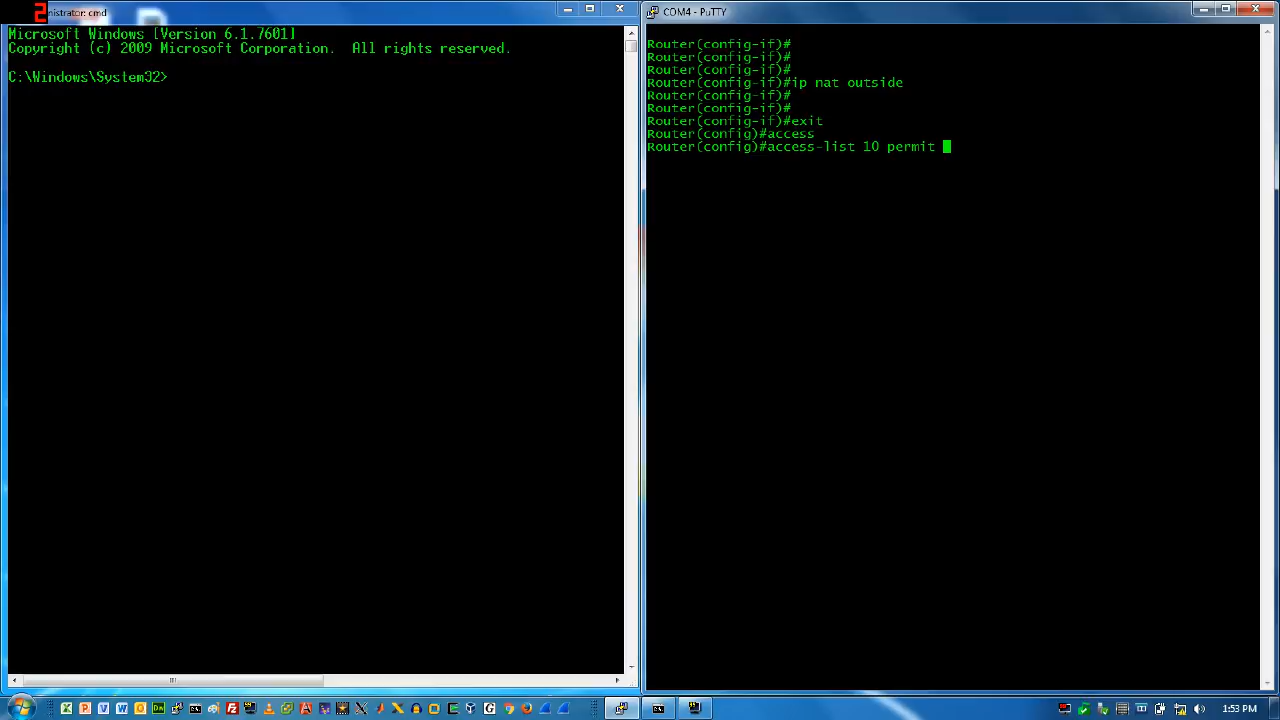 2
nistrator: cmd
Microsoft Windows [Version 6.1.7601]
Copyright (c) 2009 Microsoft Corporation.  All rights reserved.
C:\Windows\System32>
COM4 - PuTTY
Router(config-if)#
Router(config-if)#
Router(config-if)#
Router(config-if)#ip nat outside
Router(config-if)#
Router(config-if)#
Router(config-if)#exit
Router(config)#access
Router(config)#access-list 10 permit
1:53 PM